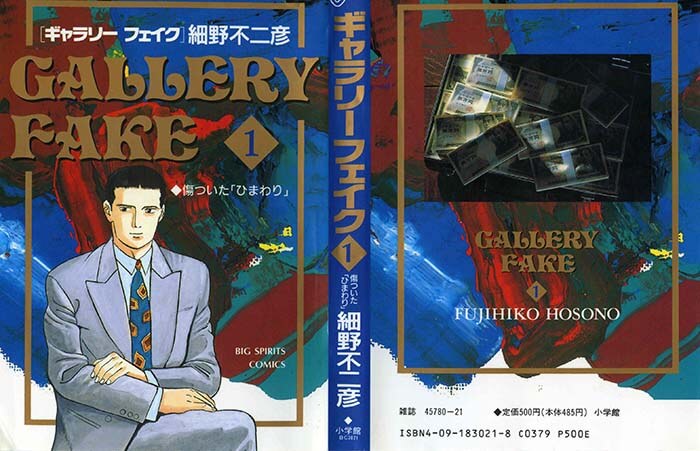 [ギャラリー フェイク]細野不二彦
GALLERY
FAKE 1
◆傷ついた「ひまわり」
BIG SPIRITS
COMICS
ギャラリーフェイク
1
傷ついた
「ひまわり」
細野不二彦
◆
小学館
GALLERY
FAKE
1
FUJIHIKO HOSONO
雑誌 45780-21 ◆定価500円(本体485円) 小学館
ISBN4-09-183021-8 C0379 P500E